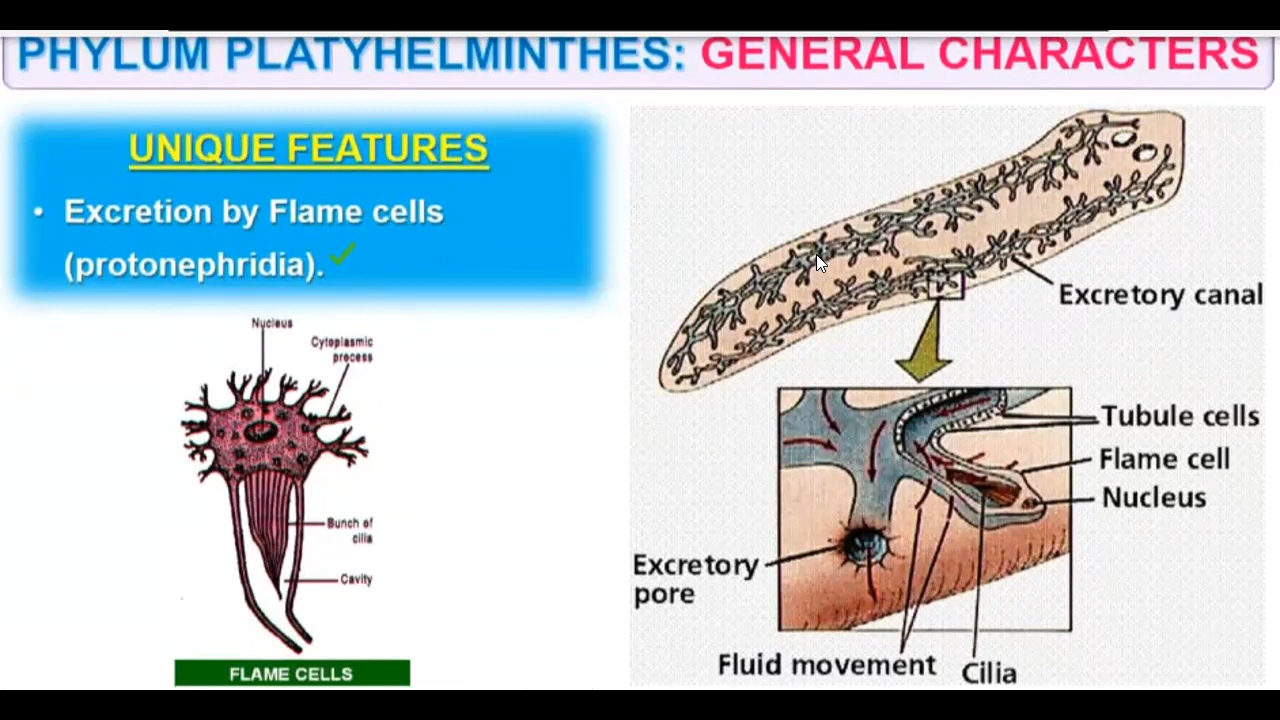 PHYLUM PLATYHELMINTHES: GENERAL CHARACTERS
UNIQUE FEATURES
• Excretion by Flame cells
(protonephridia).
Nucleus
Cytoplasmic
process
Bunch of
cilia
Cavity
FLAME CELLS
Excretory canal
Tubule cells
Flame cell
Nucleus
Excretory
pore
Fluid movement
Cilia